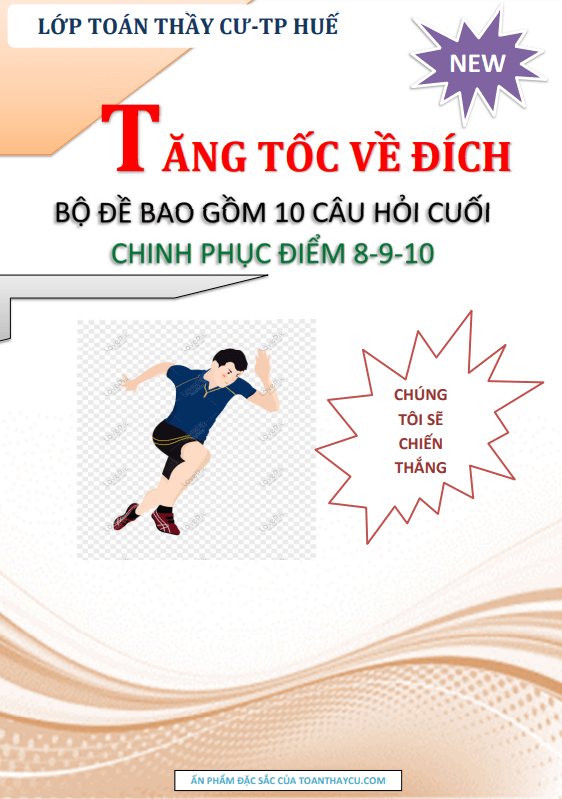 LỚP TOÁN THẦY CƯ-TP HUẾ
NEW
TĂNG TỐC VỀ ĐÍCH
BỘ ĐỀ BAO GỒM 10 CÂU HỎI CUỐI
CHINH PHỤC ĐIỂM 8-9-10
CHÚNG
TÔI SẼ
CHIẾN
THẮNG
ẤN PHẨM ĐẶC SẮC CỦA TOANTHAYCU.COM